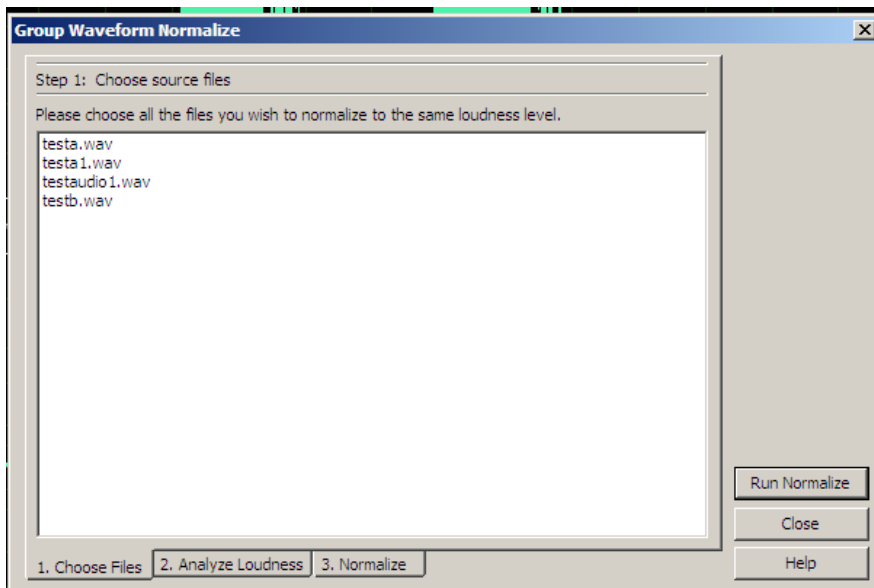 Group Waveform Normalize
Step 1: Choose source files
Please choose all the files you wish to normalize to the same loudness level.
testa.wav
testa1.wav
testaudio1.wav
testb.wav
Run Normalize
Close
Help
1. Choose Files 2. Analyze Loudness 3. Normalize